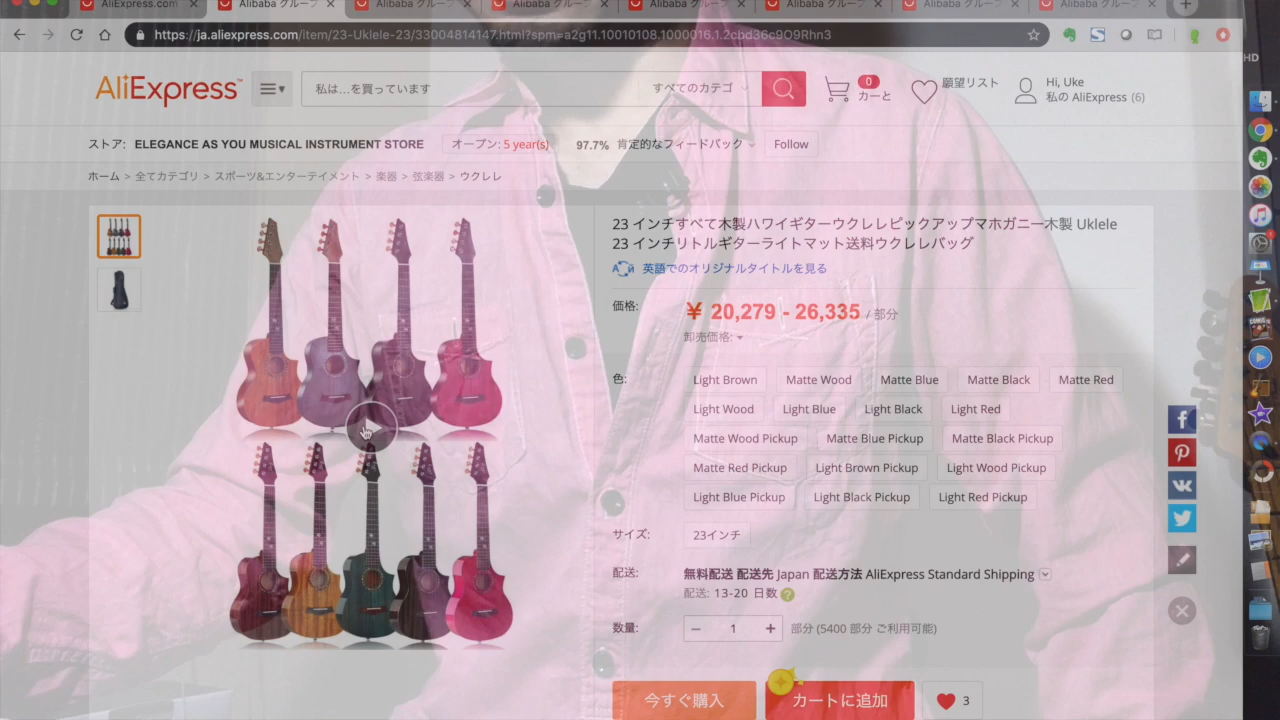 AliExpress.com
Alibaba グループ
Alibaba グループ
Alibaba グループ
Alibaba グループ
Alibaba グループ
Alibaba グループ
Alibaba グループ
https://ja.aliexpress.com/item/23-Uklele-23/33004814147.html?spm=a2g11.10010108.1000016.1.2cbd36c9O9Rhn3
HD
AliExpress™
私は...を買っています
すべてのカテゴ
0
カーと
願望リスト
Hi, Uke
私の AliExpress (6)
ストア: ELEGANCE AS YOU MUSICAL INSTRUMENT STORE オープン: 5 year(s) 97.7% 肯定的なフィードバック Follow
ホーム > 全てカテゴリ > スポーツ&エンターテイメント > 楽器 > 弦楽器 > ウクレレ
23 インチすべて木製ハワイギターウクレレピックアップマホガニー木製 Uklele
23 インチリトルギターライトマット送料ウクレレバッグ
英語でのオリジナルタイトルを見る
価格: ¥ 20,279 - 26,335 / 部分
卸売価格:
色: Light Brown Matte Wood Matte Blue Matte Black Matte Red
Light Wood Light Blue Light Black Light Red
Matte Wood Pickup Matte Blue Pickup Matte Black Pickup
Matte Red Pickup Light Brown Pickup Light Wood Pickup
Light Blue Pickup Light Black Pickup Light Red Pickup
サイズ: 23インチ
配送: 無料配送 配送先 Japan 配送方法 AliExpress Standard Shipping
配送: 13-20 日数 ?
数量: − 1 + 部分 (5400 部分 ご利用可能)
今すぐ購入 カートに追加 3